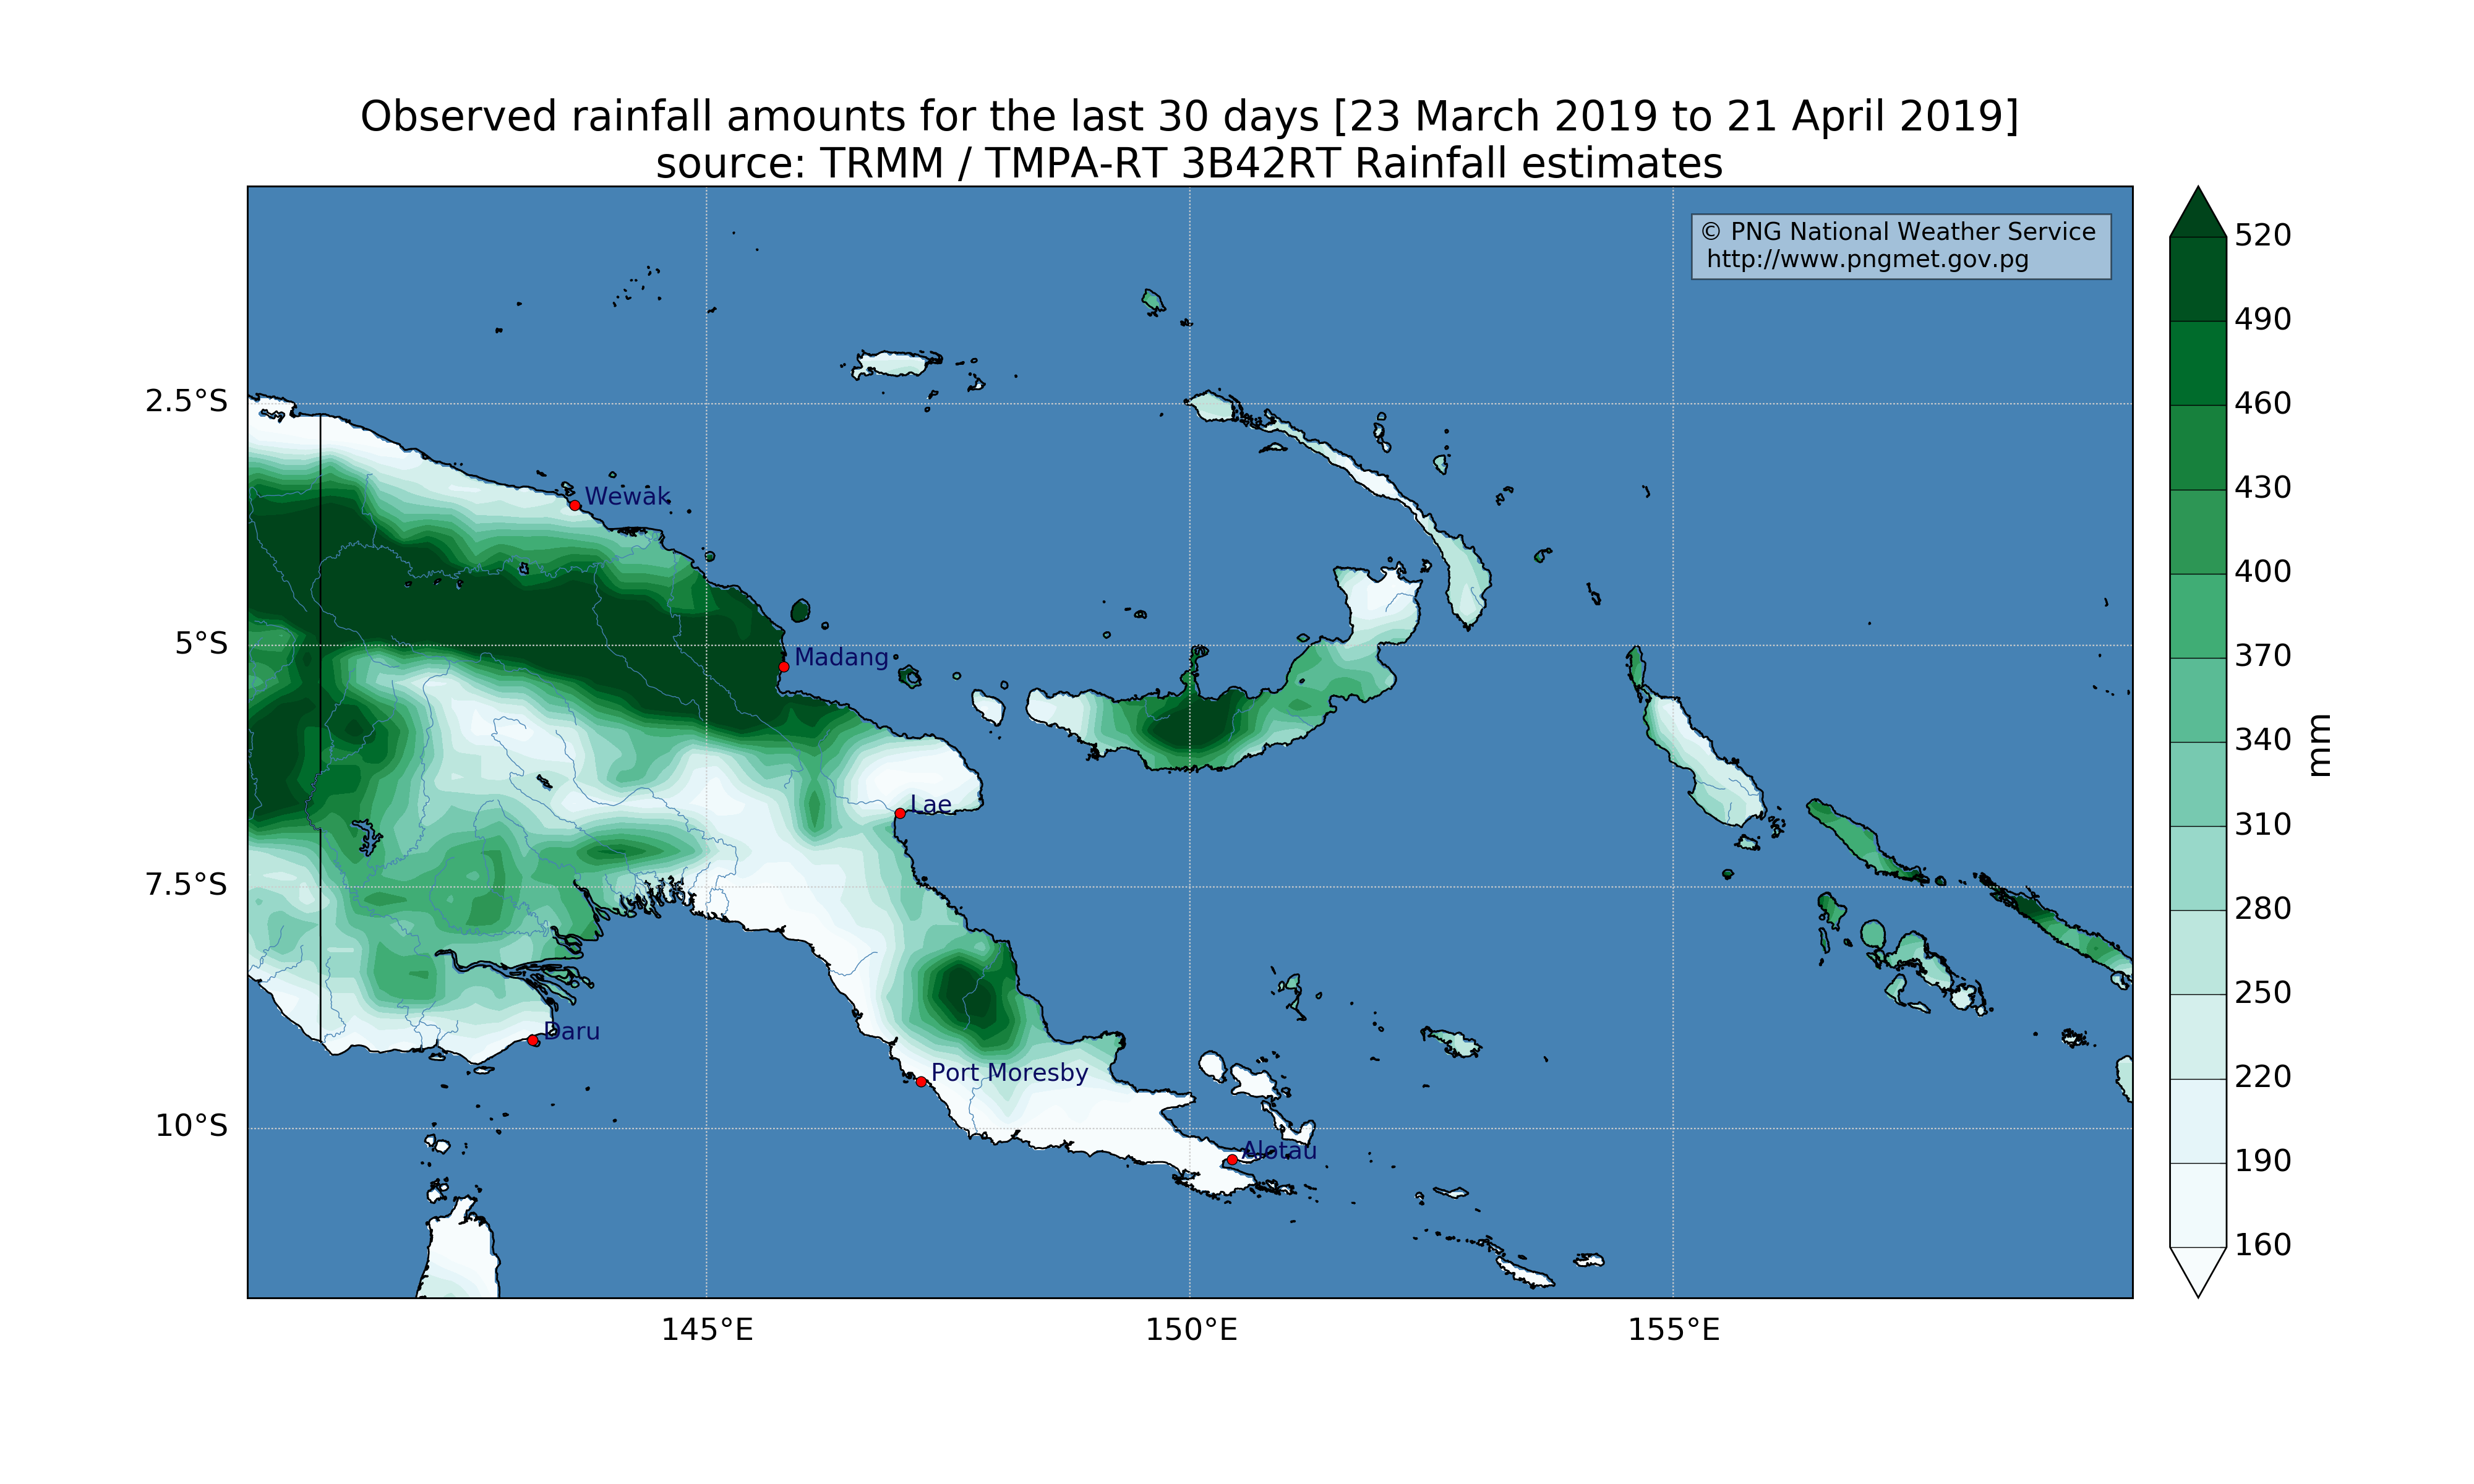 Observed rainfall amounts for the last 30 days [23 March 2019 to 21 April 2019]
source: TRMM / TMPA-RT 3B42RT Rainfall estimates
© PNG National Weather Service
http://www.pngmet.gov.pg
520
490
460
430
400
370
340
310
280
250
220
190
160
mm
2.5°S
5°S
7.5°S
10°S
Wewak
Madang
Lae
Daru
Port Moresby
Alotau
145°E
150°E
155°E